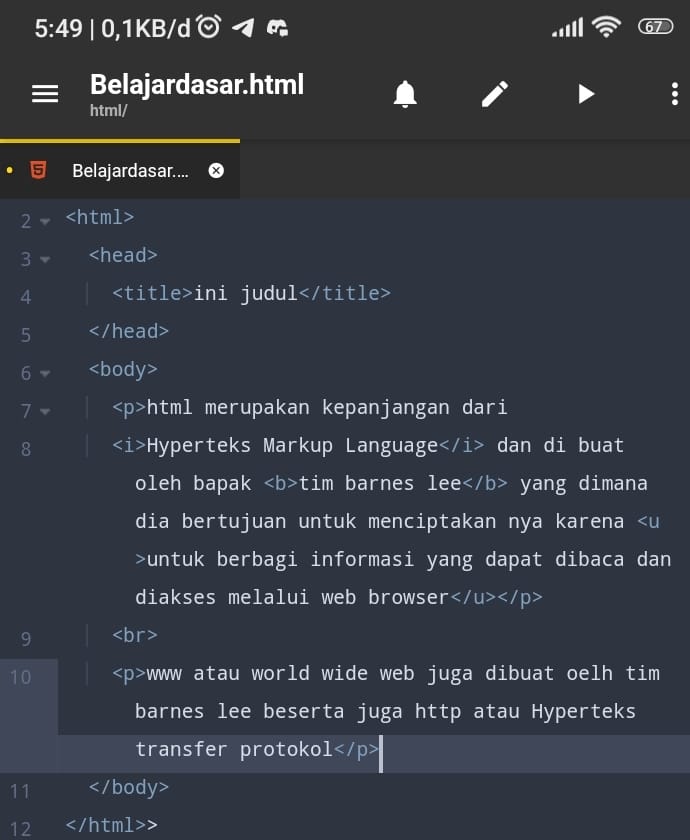 5:49 | 0,1KB/d
67
Belajardasar.html
html/
Belajardasar....
2 <html>
3 <head>
4 <title>ini judul</title>
5 </head>
6 <body>
7 <p>html merupakan kepanjangan dari
8 <i>Hyperteks Markup Language</i> dan di buat
oleh bapak <b>tim barnes lee</b> yang dimana
dia bertujuan untuk menciptakan nya karena <u
>untuk berbagi informasi yang dapat dibaca dan
diakses melalui web browser</u></p>
9 <br>
10 <p>www atau world wide web juga dibuat oelh tim
barnes lee beserta juga http atau Hyperteks
transfer protokol</p>
11 </body>
12 </html>>